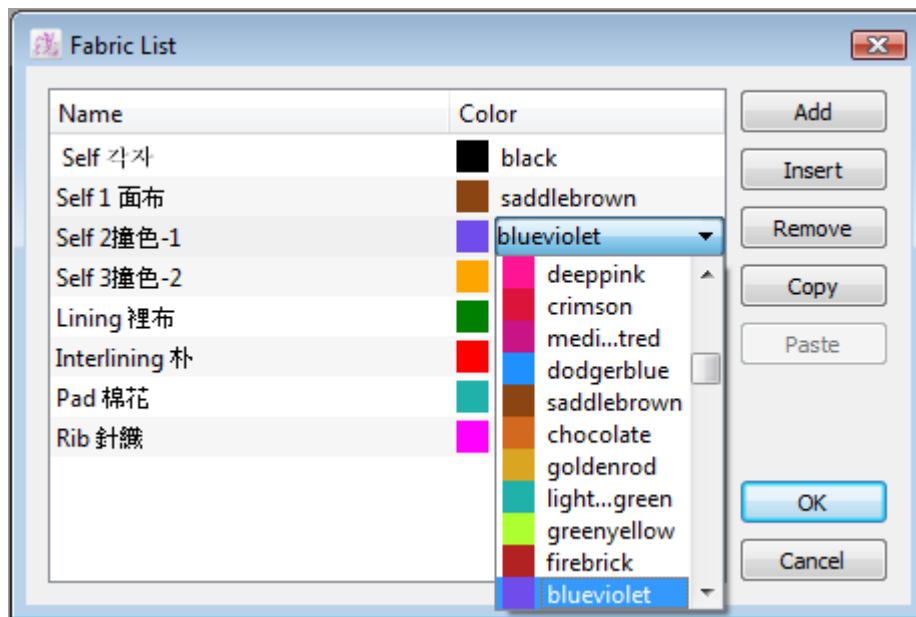 Fabric List
Name Color
Self 각자 black
Self 1 面布 saddlebrown
Self 2撞色-1 blueviolet
Self 3撞色-2
Lining 裡布
Interlining 朴
Pad 棉花
Rib 針織
deeppink
crimson
medi...tred
dodgerblue
saddlebrown
chocolate
goldenrod
light...green
greenyellow
firebrick
blueviolet
Add
Insert
Remove
Copy
Paste
OK
Cancel